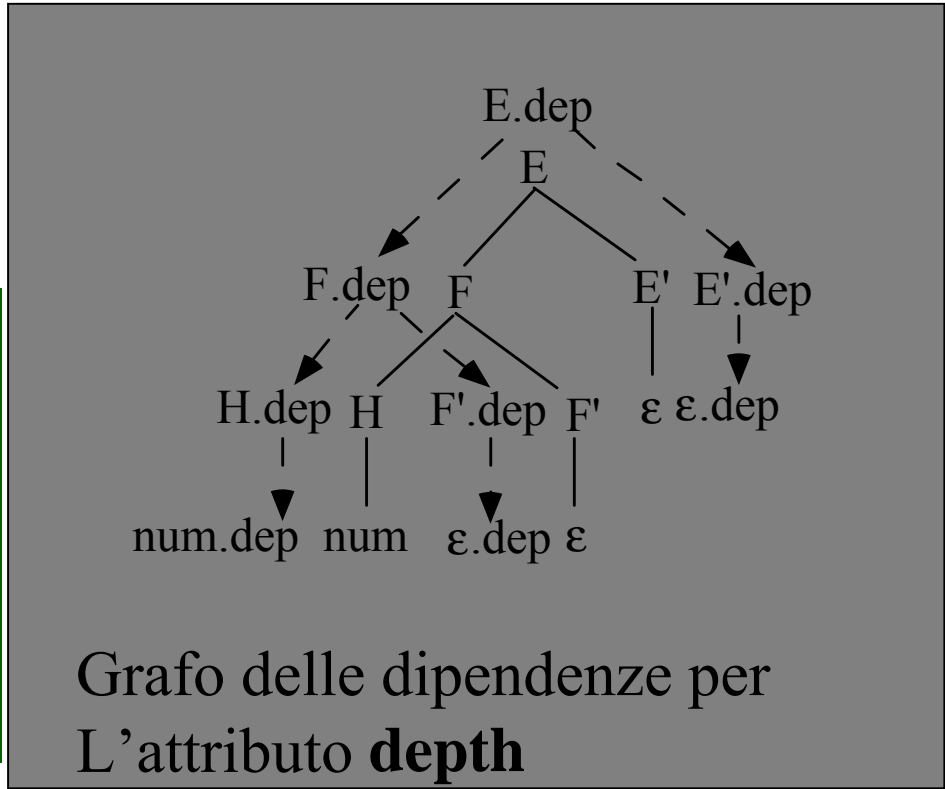 E.dep
E
F.dep F E' E'.dep
H.dep H F'.dep F' ε ε.dep
num.dep num ε.dep ε
Grafo delle dipendenze per
L’attributo depth